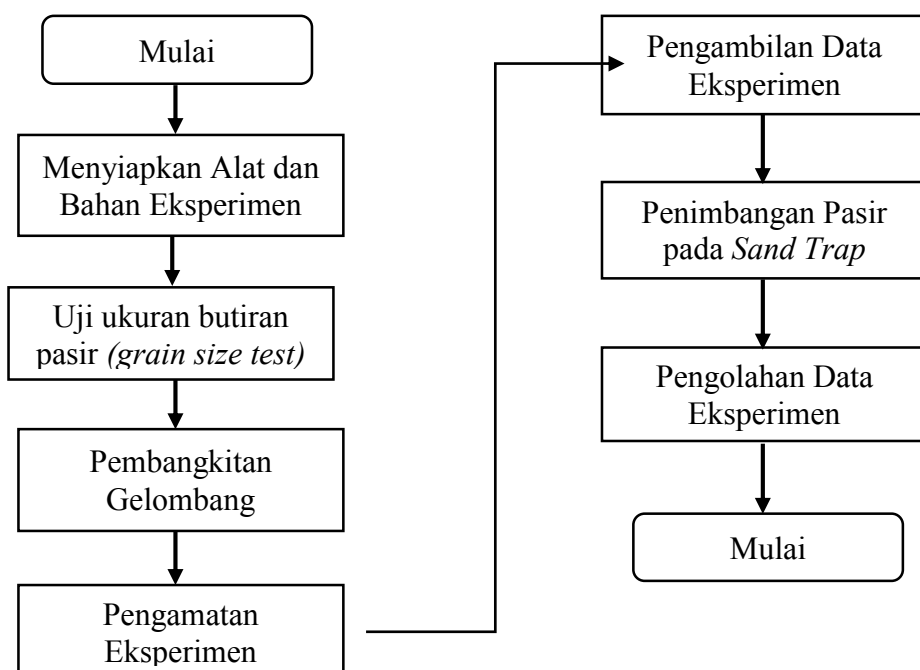 Mulai
Menyiapkan Alat dan
Bahan Eksperimen
Uji ukuran butiran
pasir (grain size test)
Pembangkitan
Gelombang
Pengamatan
Eksperimen
Pengambilan Data
Eksperimen
Penimbangan Pasir
pada Sand Trap
Pengolahan Data
Eksperimen
Mulai